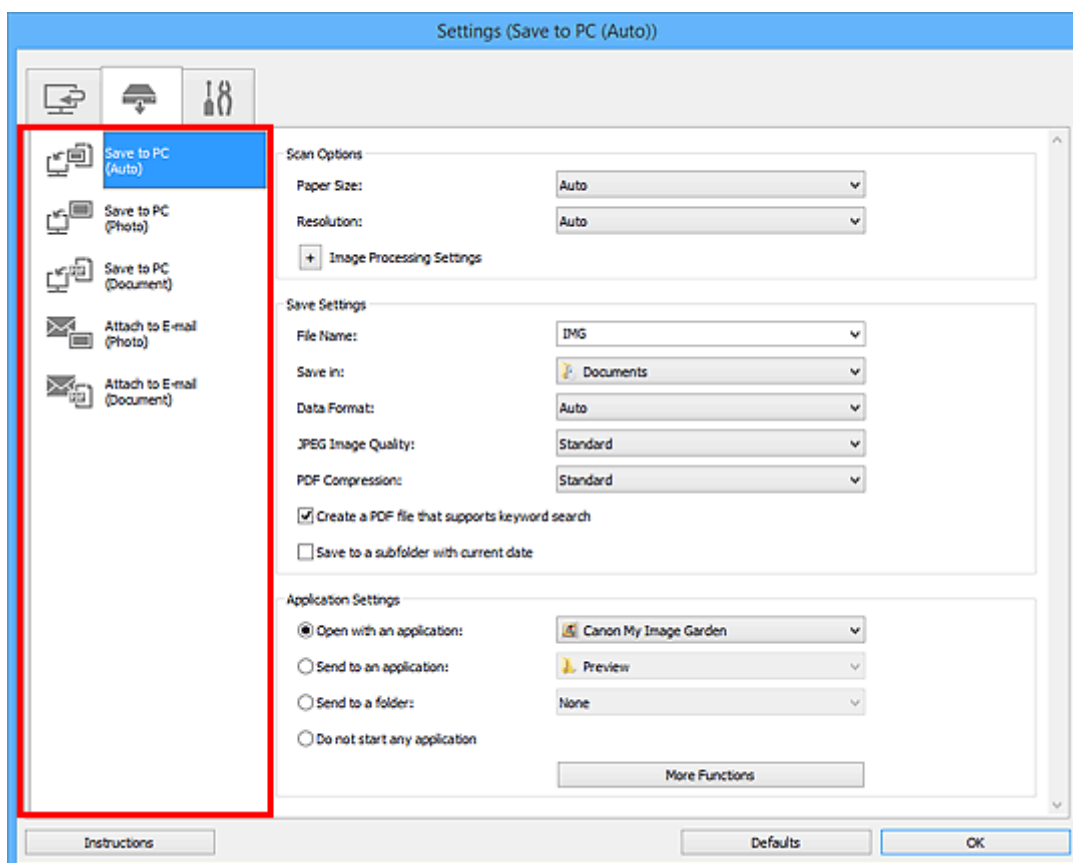 Settings (Save to PC (Auto))
Save to PC
(Auto)
Save to PC
(Photo)
Save to PC
(Document)
Attach to E-mail
(Photo)
Attach to E-mail
(Document)
Scan Options
Paper Size: Auto
Resolution: Auto
+ Image Processing Settings
Save Settings
File Name: IMG
Save in: Documents
Data Format: Auto
JPEG Image Quality: Standard
PDF Compression: Standard
Create a PDF file that supports keyword search
Save to a subfolder with current date
Application Settings
Open with an application: Canon My Image Garden
Send to an application: Preview
Send to a folder: None
Do not start any application
More Functions
Instructions Defaults OK